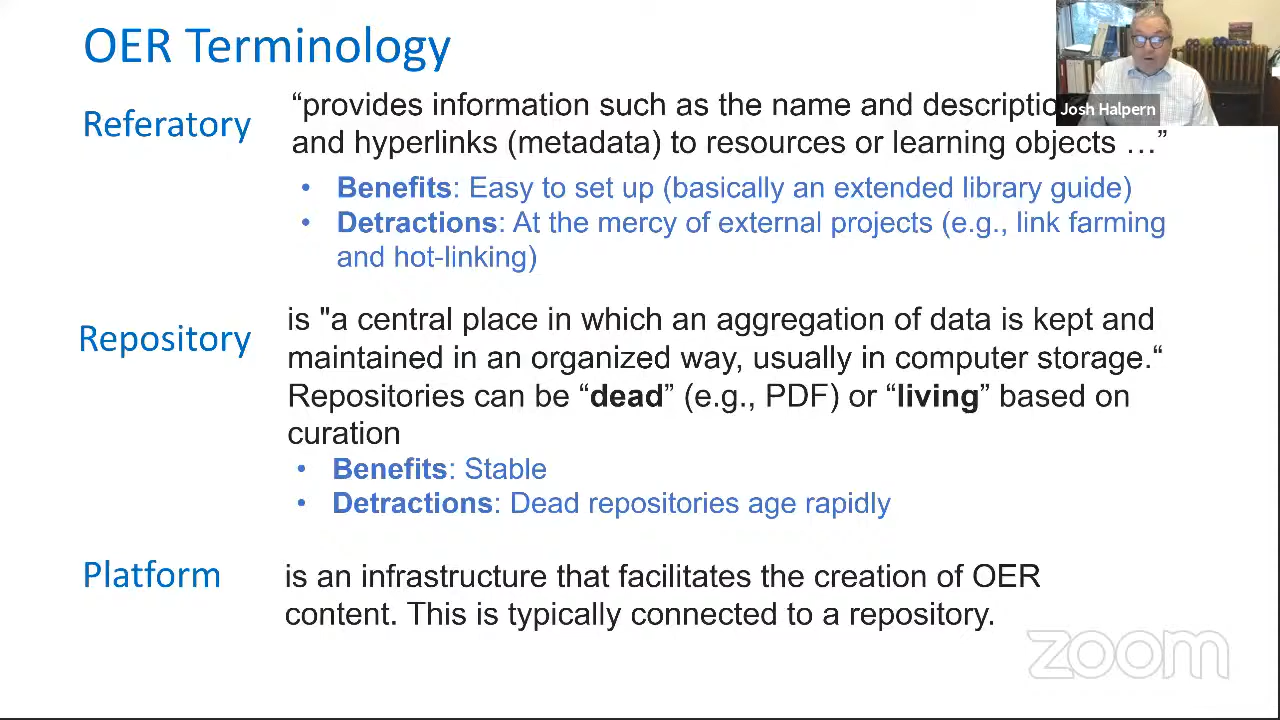 OER Terminology
Josh Halpern
Referatory
“provides information such as the name and descriptio
and hyperlinks (metadata) to resources or learning objects …”
• Benefits: Easy to set up (basically an extended library guide)
• Detractions: At the mercy of external projects (e.g., link farming
and hot-linking)
Repository
is "a central place in which an aggregation of data is kept and
maintained in an organized way, usually in computer storage.“
Repositories can be “dead” (e.g., PDF) or “living” based on
curation
• Benefits: Stable
• Detractions: Dead repositories age rapidly
Platform
is an infrastructure that facilitates the creation of OER
content. This is typically connected to a repository.
zoom